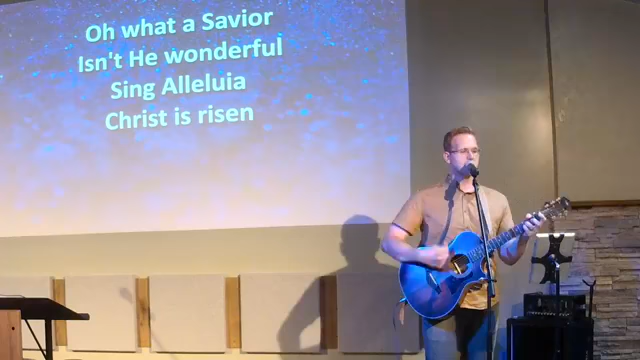 Oh what a Savior
Isn't He wonderful
Sing Alleluia
Christ is risen